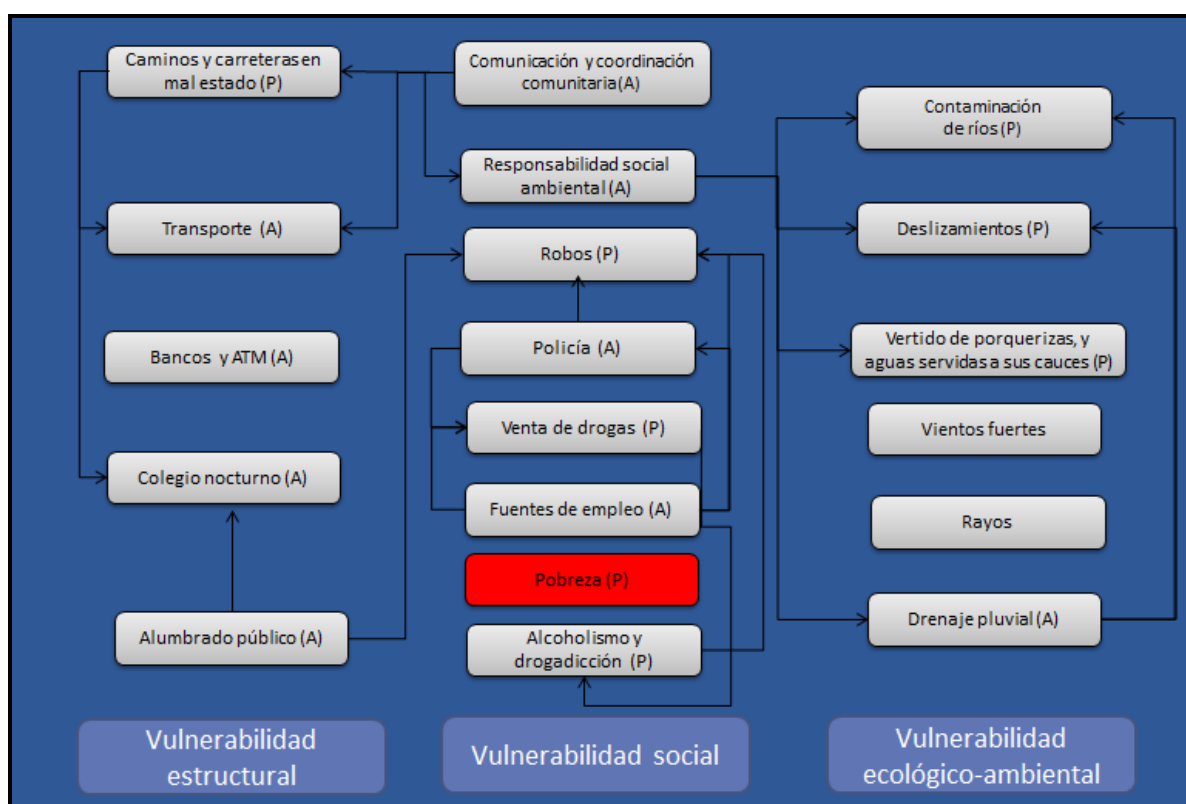 Caminos y carreteras en
mal estado (P)
Transporte (A)
Bancos y ATM (A)
Colegio nocturno (A)
Alumbrado público (A)
Vulnerabilidad
estructural
Comunicación y coordinación
comunitaria (A)
Responsabilidad social
ambiental (A)
Robos (P)
Policía (A)
Venta de drogas (P)
Fuentes de empleo (A)
Pobreza (P)
Alcoholismo y
drogadicción (P)
Vulnerabilidad social
Contaminación
de ríos (P)
Deslizamientos (P)
Vertido de porquerizas, y
aguas servidas a sus cauces (P)
Vientos fuertes
Rayos
Drenaje pluvial (A)
Vulnerabilidad
ecológico-ambiental